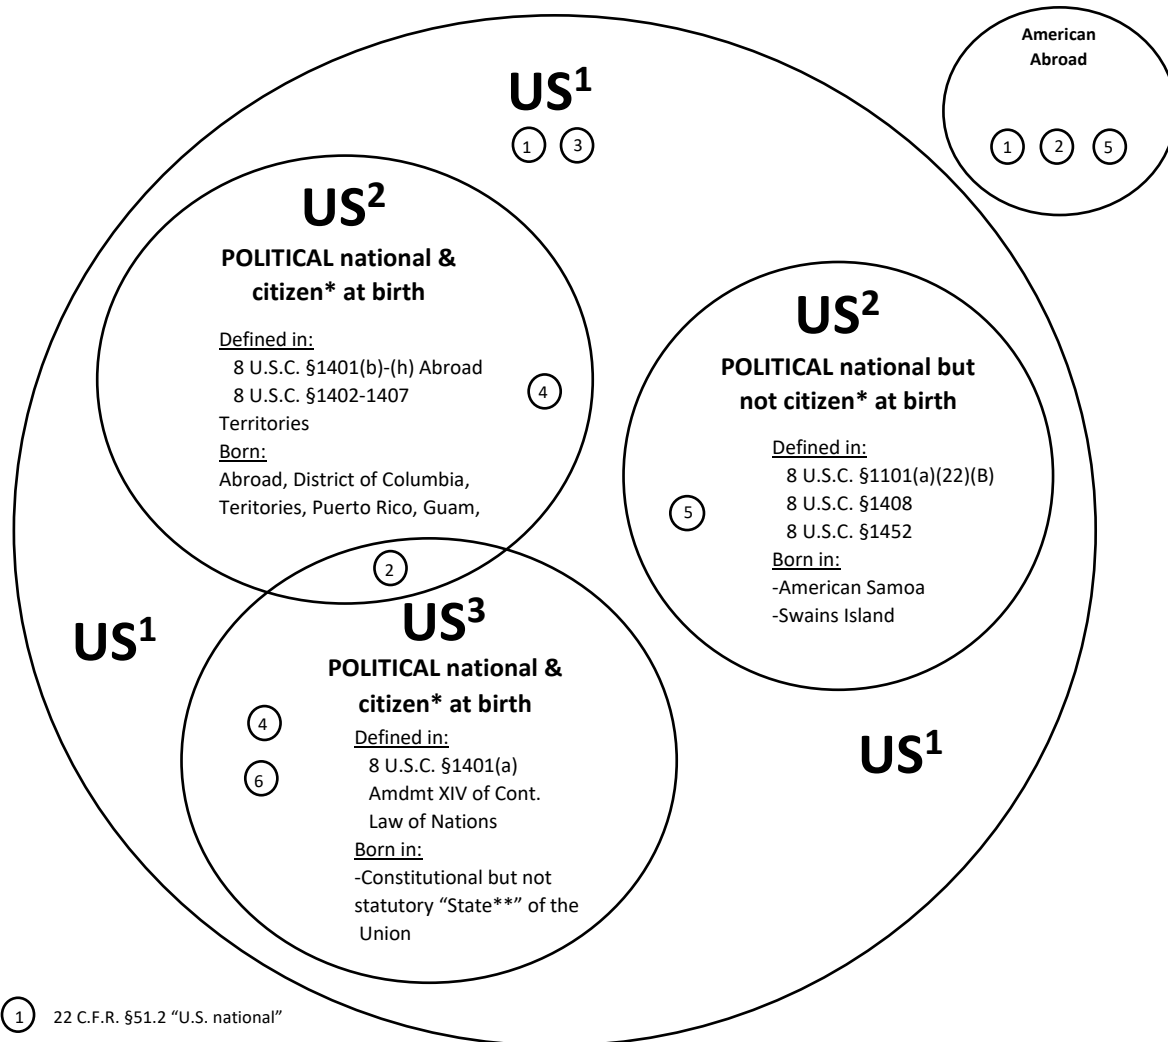 American
Abroad
1 2 5
US¹
1 3
US²
POLITICAL national &
citizen* at birth
Defined in:
8 U.S.C. §1401(b)-(h) Abroad
8 U.S.C. §1402-1407
Territories
Born:
Abroad, District of Columbia,
Teritories, Puerto Rico, Guam,
4
US²
POLITICAL national but
not citizen* at birth
Defined in:
8 U.S.C. §1101(a)(22)(B)
8 U.S.C. §1408
8 U.S.C. §1452
Born in:
-American Samoa
-Swains Island
5
2
US³
POLITICAL national &
citizen* at birth
Defined in:
8 U.S.C. §1401(a)
Amdmt XIV of Cont.
Law of Nations
Born in:
-Constitutional but not
statutory “State**” of the
Union
4
6
US¹
US¹
1 22 C.F.R. §51.2 “U.S. national”